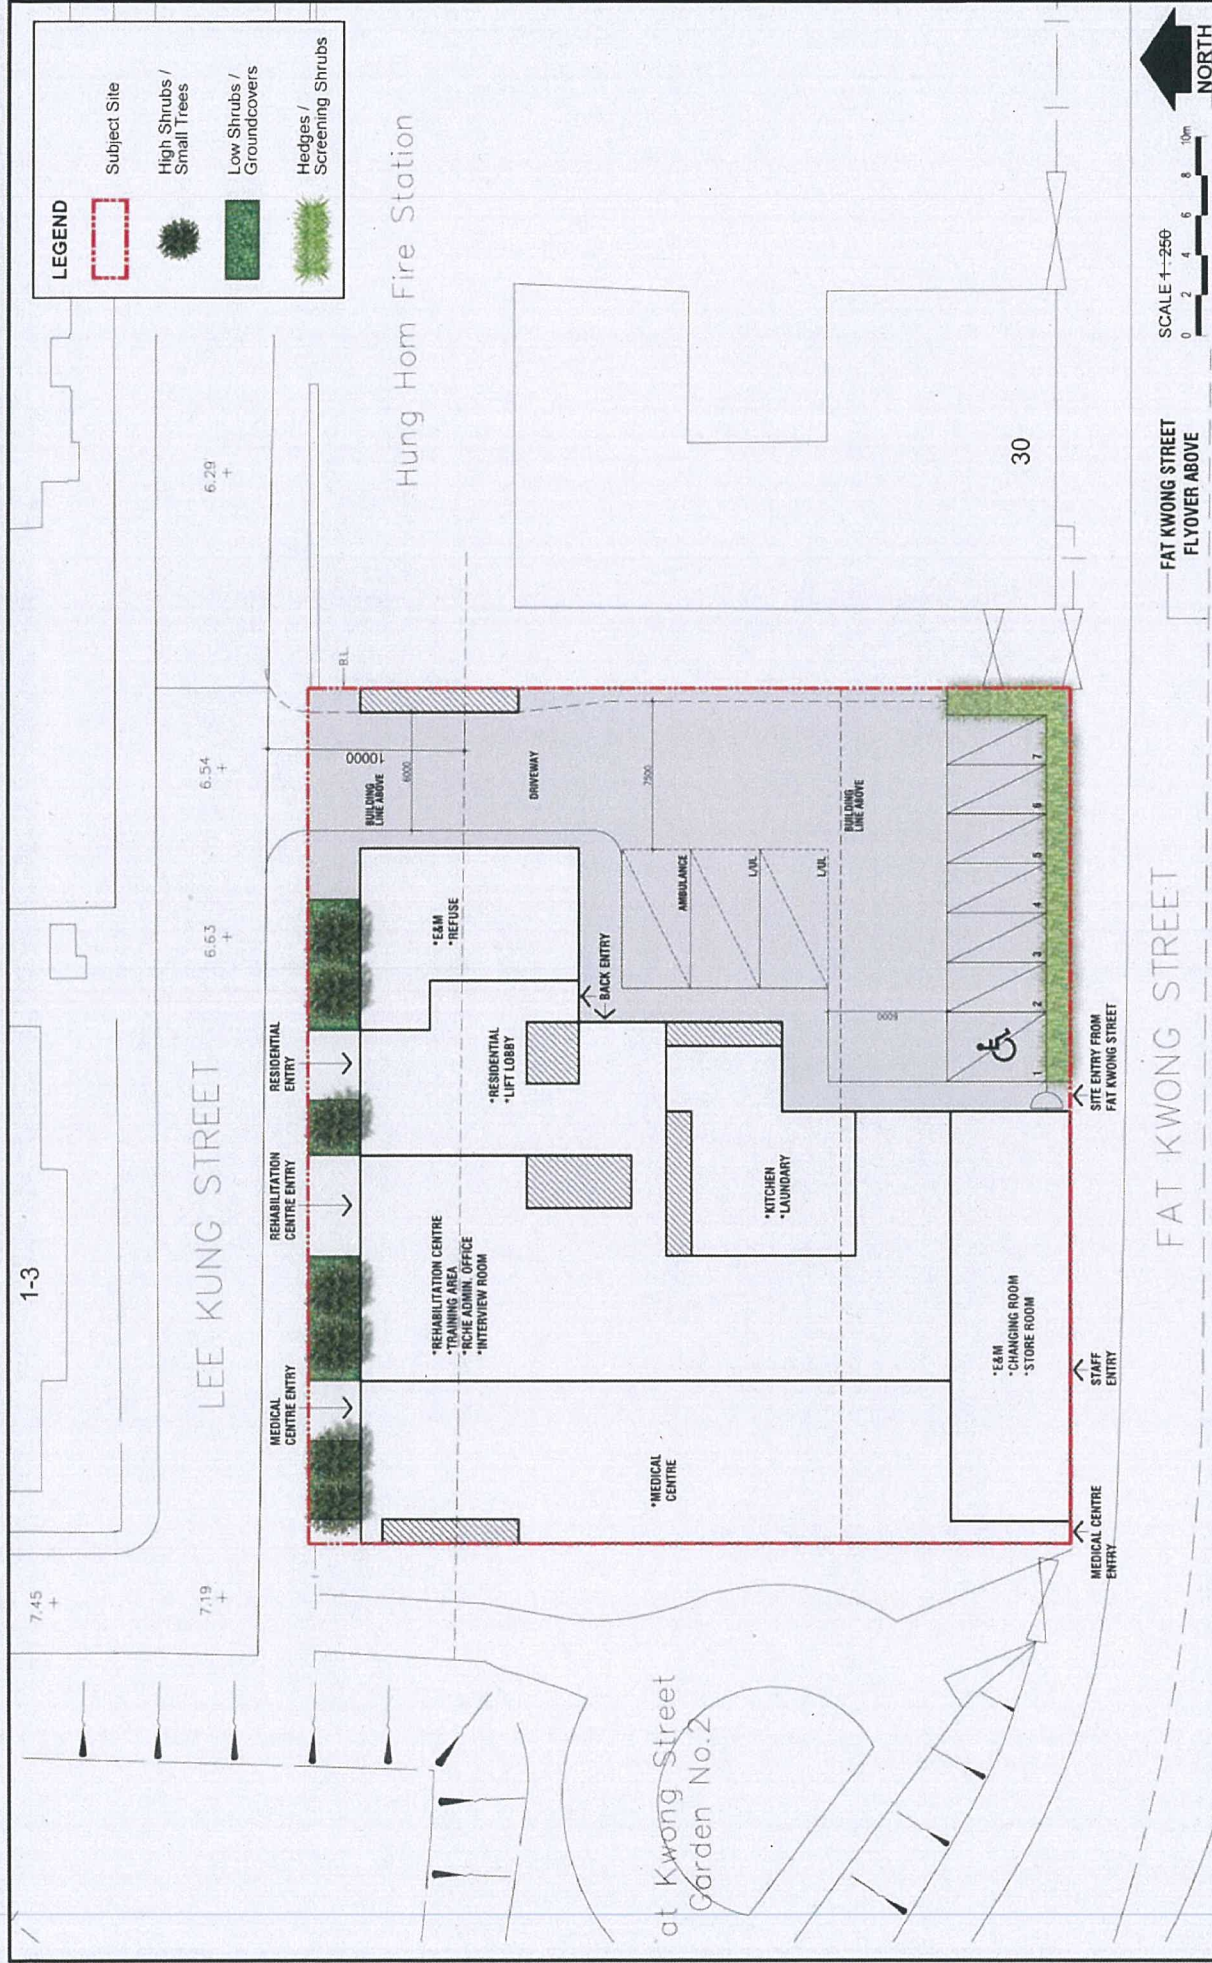 LEGEND
Subject Site
High Shrubs /
Small Trees
Low Shrubs /
Groundcovers
Hedges /
Screening Shrubs
1-3
7.45
7.19
6.63
6.54
6.29
LEE KUNG STREET
Hung Hom Fire Station
MEDICAL
CENTRE ENTRY
REHABILITATION
CENTRE ENTRY
RESIDENTIAL
ENTRY
B.L.
10000
6000
BUILDING
LINE ABOVE
DRIVEWAY
*E&M
*REFUSE
*RESIDENTIAL
*LIFT LOBBY
*REHABILITATION CENTRE
*TRAINING AREA
*RCHE ADMIN. OFFICE
*INTERVIEW ROOM
BACK ENTRY
7500
AMBULANCE
L/UL
L/UL
BUILDING
LINE ABOVE
*MEDICAL
CENTRE
*KITCHEN
*LAUNDARY
*E&M
*CHANGING ROOM
*STORE ROOM
1
2
3
4
5
6
7
30
at Kwong Street
Garden No.2
MEDICAL CENTRE
ENTRY
STAFF
ENTRY
SITE ENTRY FROM
FAT KWONG STREET
FAT KWONG STREET
FAT KWONG STREET
FLYOVER ABOVE
SCALE 1 : 250
0 2 4 6 8 10m
NORTH